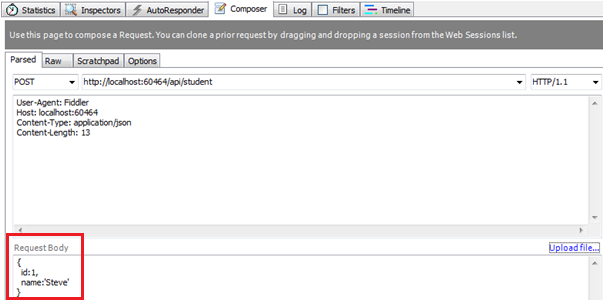 Statistics Inspectors AutoResponder Composer Log Filters Timeline
Use this page to compose a Request. You can clone a prior request by dragging and dropping a session from the Web Sessions list.
Parsed Raw Scratchpad Options
POST http://localhost:60464/api/student HTTP/1.1
User-Agent: Fiddler
Host: localhost:60464
Content-Type: application/json
Content-Length: 13
Request Body Upload file...
{
id:1,
name:'Steve'
}